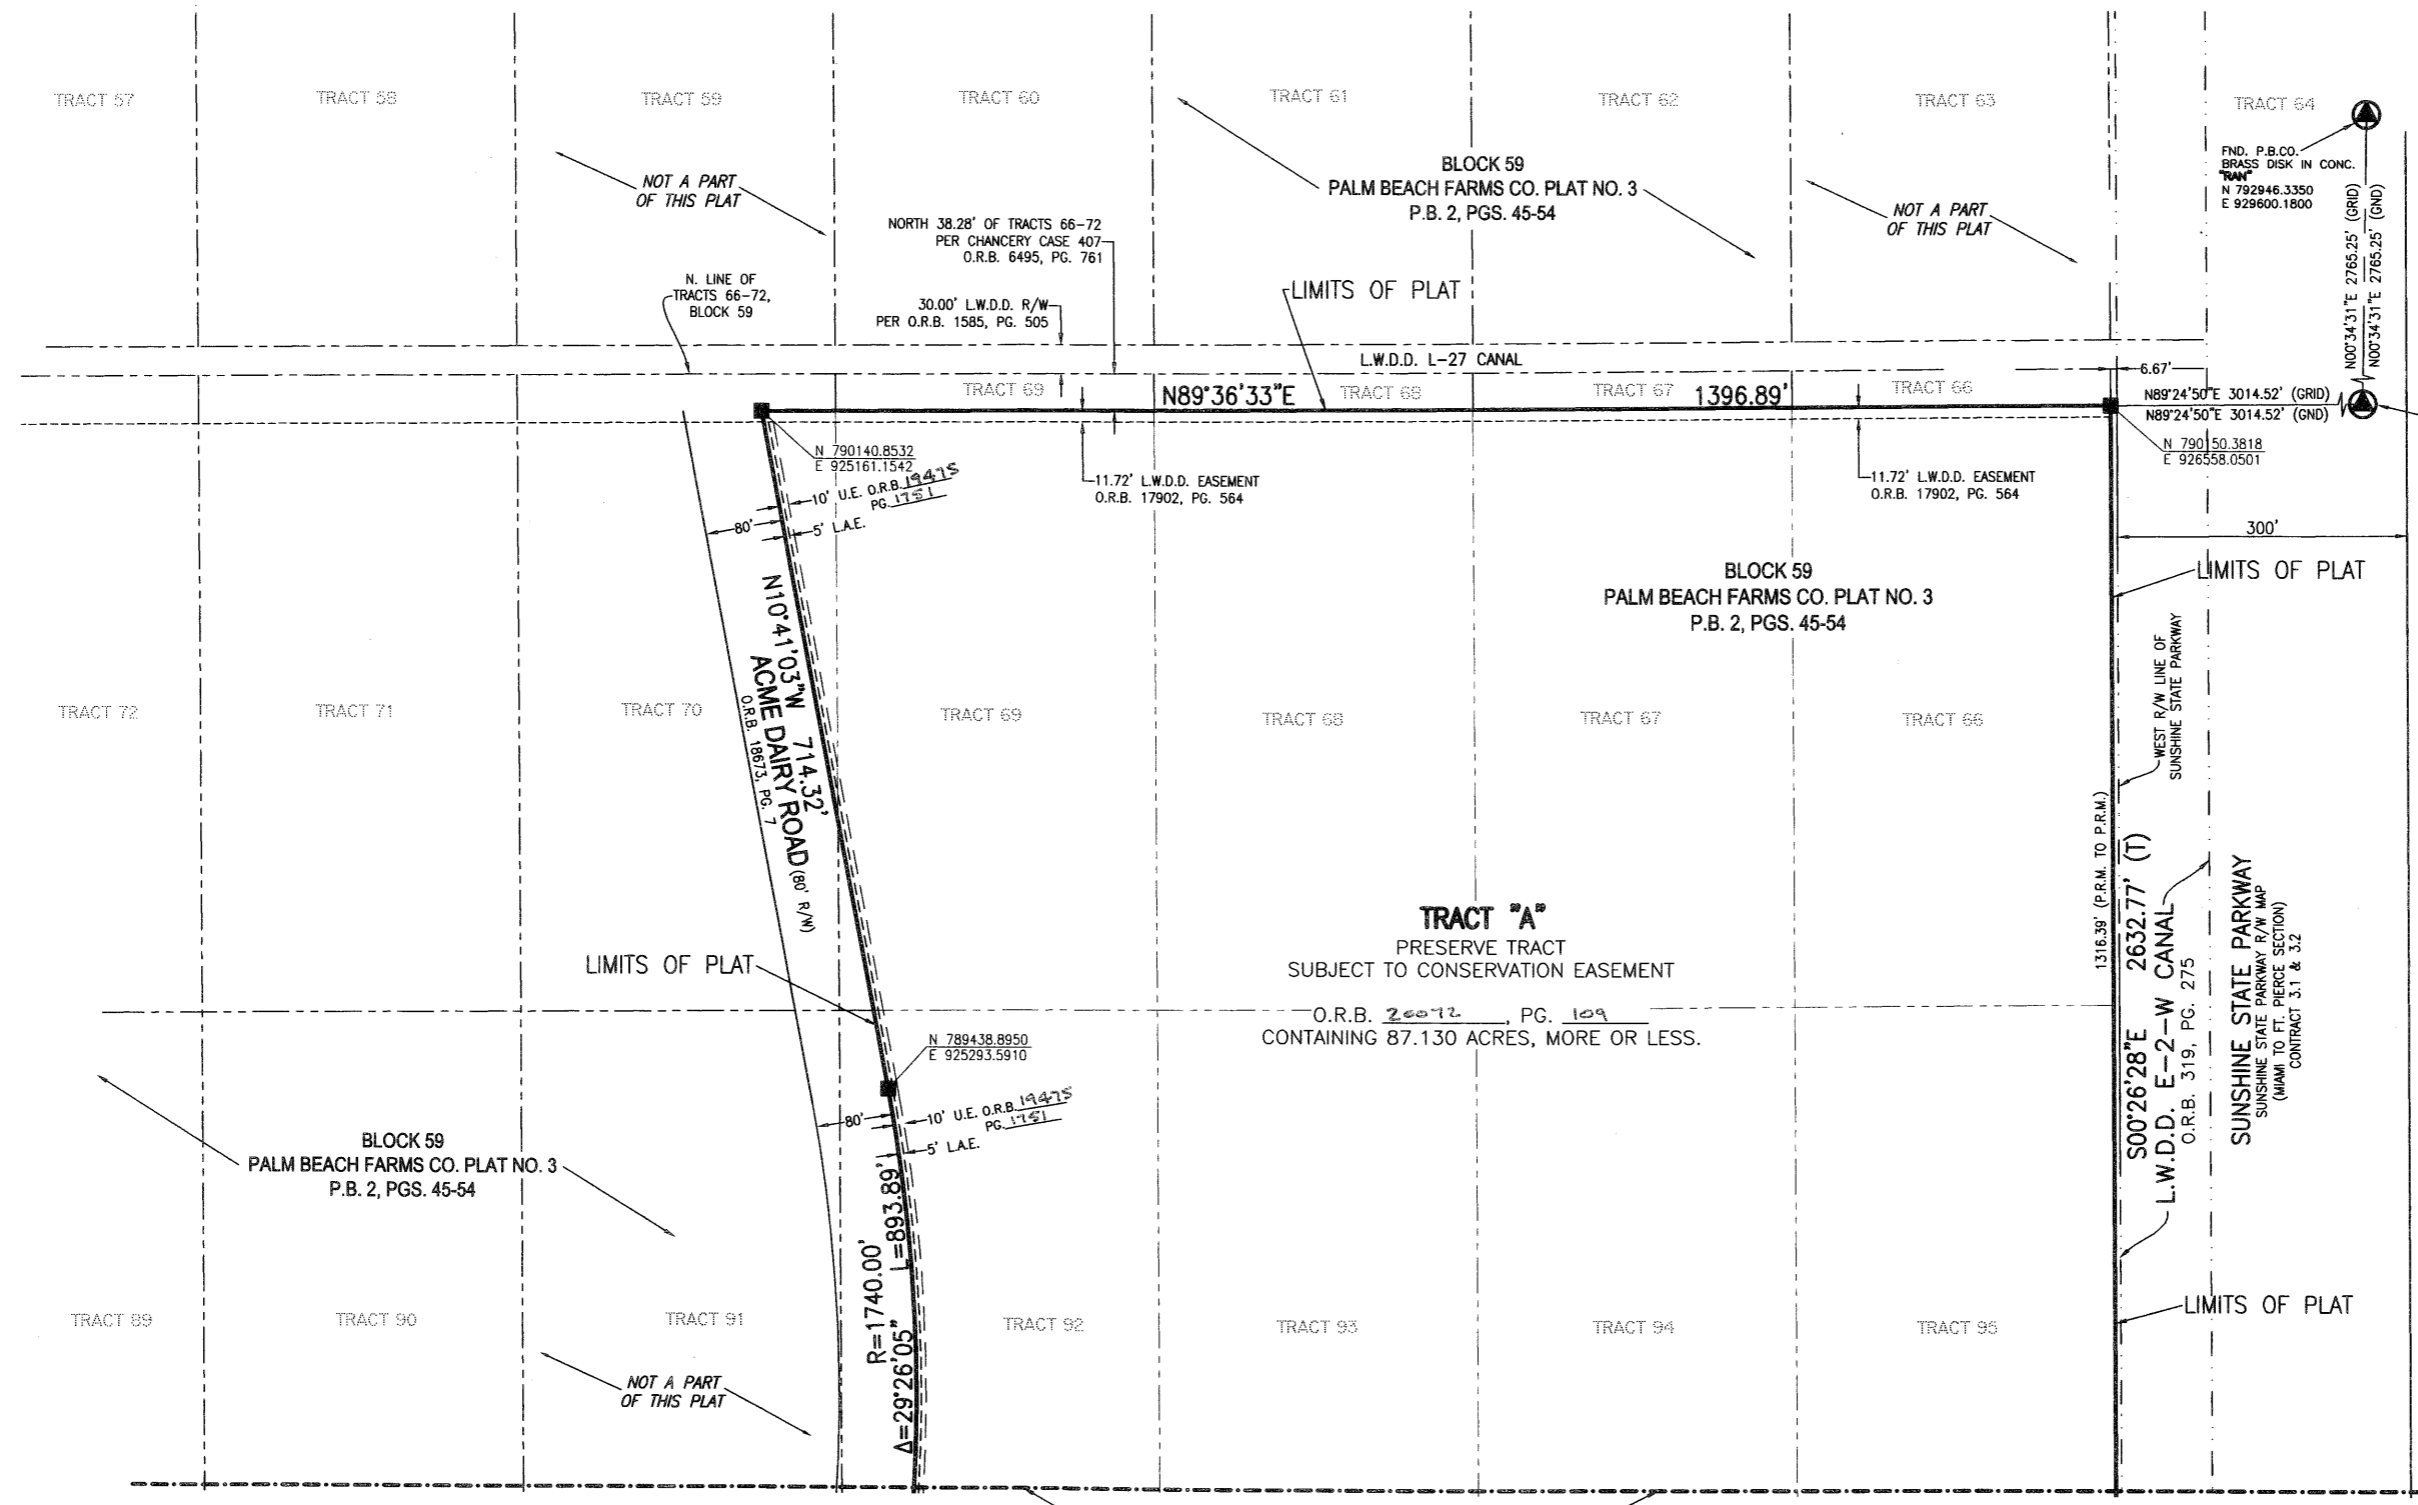 TRACT 57
TRACT 58
TRACT 59
TRACT 60
TRACT 61
TRACT 62
TRACT 63
TRACT 64
FND. P.B.CO.
BRASS DISK IN CONC.
"RAN"
N 792946.3350
E 929600.1800
NOT A PART
OF THIS PLAT
BLOCK 59
PALM BEACH FARMS CO. PLAT NO. 3
P.B. 2, PGS. 45-54
NOT A PART
OF THIS PLAT
N00°34'31"E 2765.25' (GRID)
N00°34'31"E 2765.25' (GND)
NORTH 38.28' OF TRACTS 66-72
PER CHANCERY CASE 407
O.R.B. 6495, PG. 761
N. LINE OF
TRACTS 66-72,
BLOCK 59
30.00' L.W.D.D. R/W
PER O.R.B. 1585, PG. 505
LIMITS OF PLAT
L.W.D.D. L-27 CANAL
6.67'
TRACT 69
N89°36'33"E
TRACT 68
TRACT 67
1396.89'
TRACT 66
N89°24'50"E 3014.52' (GRID)
N89°24'50"E 3014.52' (GND)
N 790140.8532
E 925161.1542
N 790150.3818
E 926558.0501
10' U.E. O.R.B. 19475
PG. 1751
80'
5' L.A.E.
11.72' L.W.D.D. EASEMENT
O.R.B. 17902, PG. 564
11.72' L.W.D.D. EASEMENT
O.R.B. 17902, PG. 564
300'
LIMITS OF PLAT
BLOCK 59
PALM BEACH FARMS CO. PLAT NO. 3
P.B. 2, PGS. 45-54
N10°41'03"W 714.32'
ACME DAIRY ROAD (80' R/W)
O.R.B. 18673, PG. 7
WEST R/W LINE OF
SUNSHINE STATE PARKWAY
TRACT 72
TRACT 71
TRACT 70
TRACT 69
TRACT 68
TRACT 67
TRACT 66
1316.39' (P.R.M. TO P.R.M.)
S00°26'28"E 2632.77' (T)
L.W.D.D. E-2-W CANAL
O.R.B. 319, PG. 275
SUNSHINE STATE PARKWAY
SUNSHINE STATE PARKWAY R/W MAP
(MIAMI TO FT. PIERCE SECTION)
CONTRACT 3.1 & 3.2
TRACT "A"
PRESERVE TRACT
SUBJECT TO CONSERVATION EASEMENT
O.R.B. 20072, PG. 109
CONTAINING 87.130 ACRES, MORE OR LESS.
LIMITS OF PLAT
N 789438.8950
E 925293.5910
10' U.E. O.R.B. 19475
PG. 1751
80'
5' L.A.E.
BLOCK 59
PALM BEACH FARMS CO. PLAT NO. 3
P.B. 2, PGS. 45-54
L=893.89'
R=1740.00'
Δ=29°26'05"
LIMITS OF PLAT
TRACT 89
TRACT 90
TRACT 91
TRACT 92
TRACT 93
TRACT 94
TRACT 95
NOT A PART
OF THIS PLAT